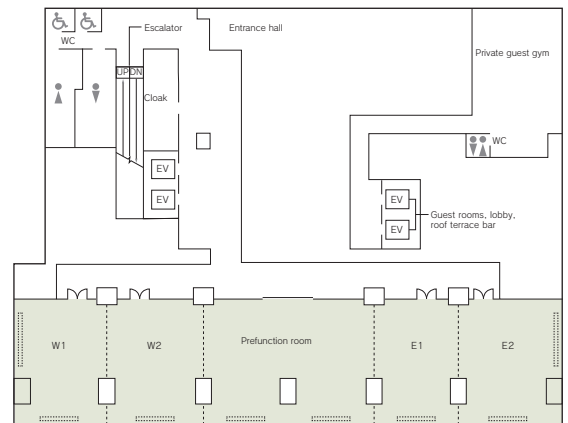 Escalator
Entrance hall
WC
Private guest gym
UP DN
Cloak
WC
EV
EV
EV
EV
Guest rooms, lobby,
roof terrace bar
W1
W2
Prefunction room
E1
E2